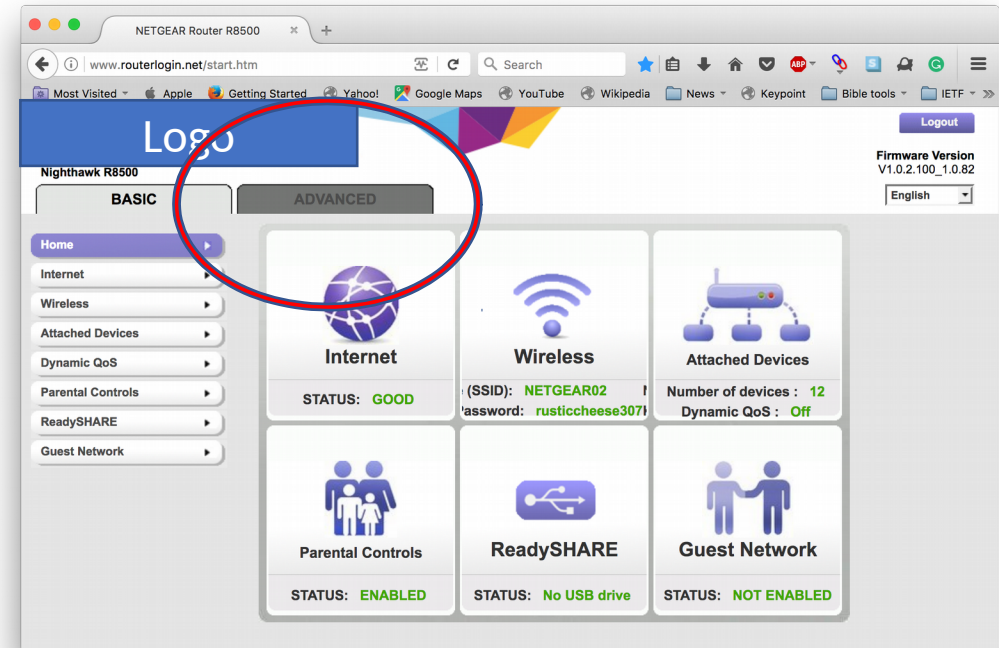 NETGEAR Router R8500
www.routerlogin.net/start.htm
Search
ABP
S
G
Most Visited
Apple
Getting Started
Yahoo!
Google Maps
YouTube
Wikipedia
News
Keypoint
Bible tools
IETF
Logo
Logout
Nighthawk R8500
Firmware Version
V1.0.2.100_1.0.82
English
BASIC
ADVANCED
Home
Internet
Wireless
Attached Devices
Dynamic QoS
Parental Controls
ReadySHARE
Guest Network
Internet
STATUS: GOOD
Wireless
(SSID): NETGEAR02
assword: rusticcheese307
Attached Devices
Number of devices : 12
Dynamic QoS : Off
Parental Controls
STATUS: ENABLED
ReadySHARE
STATUS: No USB drive
Guest Network
STATUS: NOT ENABLED